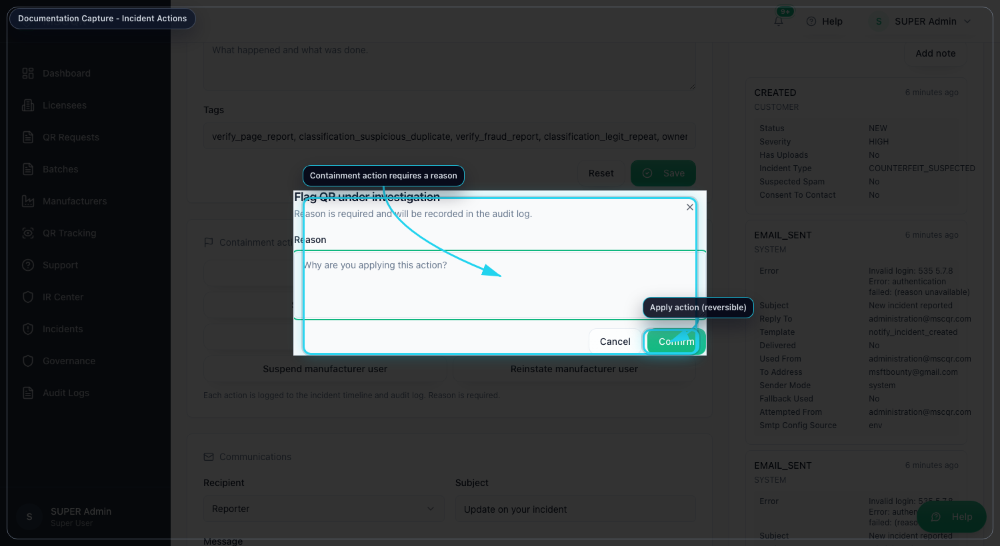 Documentation Capture - Incident Actions
9+
Help
S
SUPER Admin
Dashboard
Licensees
QR Requests
Batches
Manufacturers
QR Tracking
Support
IR Center
Incidents
Governance
Audit Logs
S
SUPER Admin
Super User
What happened and what was done.
Tags
verify_page_report, classification_suspicious_duplicate, verify_fraud_report, classification_legit_repeat, owner
Reset
Save
Containment action requires a reason
Flag QR under investigation
Reason is required and will be recorded in the audit log.
Reason
Why are you applying this action?
Apply action (reversible)
Cancel
Confirm
Containment acti
Suspend manufacturer user
Reinstate manufacturer user
Each action is logged to the incident timeline and audit log. Reason is required.
Communications
Recipient
Subject
Reporter
Update on your incident
Message
Add note
CREATED
6 minutes ago
CUSTOMER
Status NEW
Severity HIGH
Has Uploads No
Incident Type COUNTERFEIT_SUSPECTED
Suspected Spam No
Consent To Contact No
EMAIL_SENT
6 minutes ago
SYSTEM
Error Invalid login: 535 5.7.8
Error: authentication
failed: (reason unavailable)
Subject New incident reported
Reply To administration@mscqr.com
Template notify_incident_created
Delivered No
Used From administration@mscqr.com
To Address msftbounty@gmail.com
Sender Mode system
Fallback Used No
Attempted From administration@mscqr.com
Smtp Config Source env
EMAIL_SENT
6 minutes ago
SYSTEM
Error Invalid login: 535 5.7.8
Error: authen
failed: (reaso
Subject New incident reported
Help